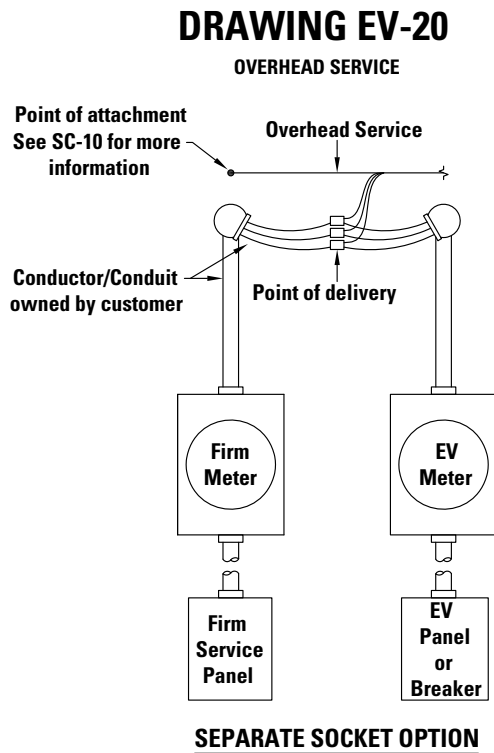 DRAWING EV-20
OVERHEAD SERVICE
Point of attachment
See SC-10 for more
information
Overhead Service
Conductor/Conduit
owned by customer
Point of delivery
Firm
Meter
EV
Meter
Firm
Service
Panel
EV
Panel
or
Breaker
SEPARATE SOCKET OPTION